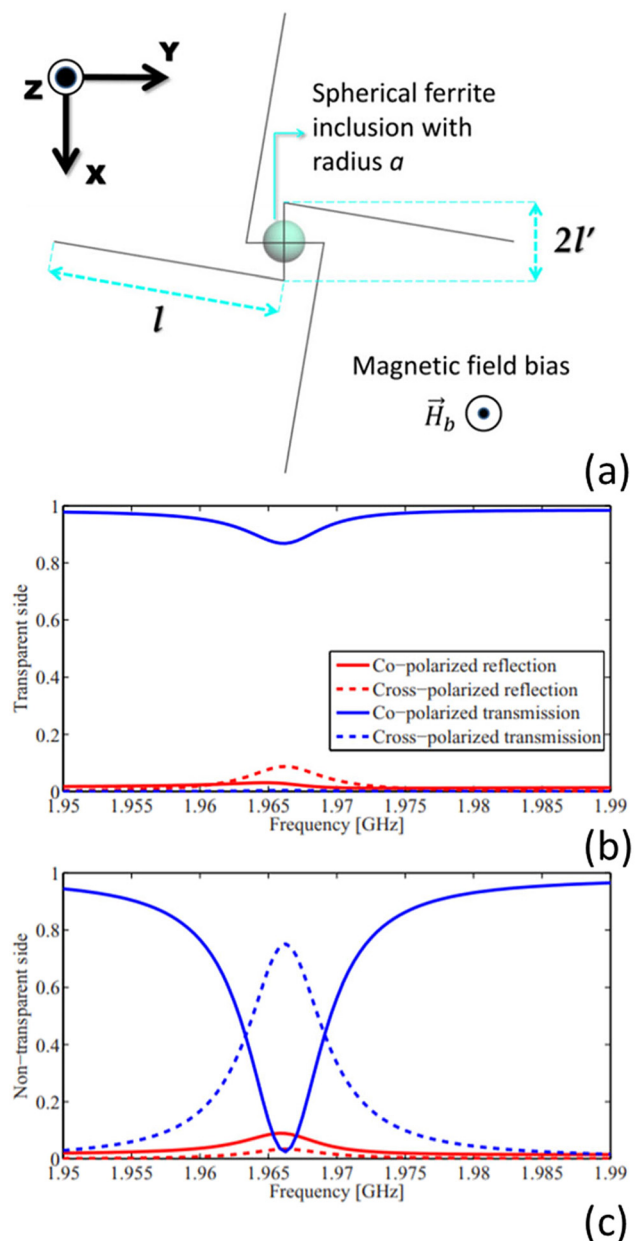 Z
Y
X
Spherical ferrite
inclusion with
radius a
2l′
l
Magnetic field bias
H⃗_b
(a)
Transparent side
1
0.8
0.6
0.4
0.2
0
Co-polarized reflection
Cross-polarized reflection
Co-polarized transmission
Cross-polarized transmission
1.95 1.955 1.96 1.965 1.97 1.975 1.98 1.985 1.99
Frequency [GHz]
(b)
Non-transparent side
1
0.8
0.6
0.4
0.2
0
1.95 1.955 1.96 1.965 1.97 1.975 1.98 1.985 1.99
Frequency [GHz]
(c)